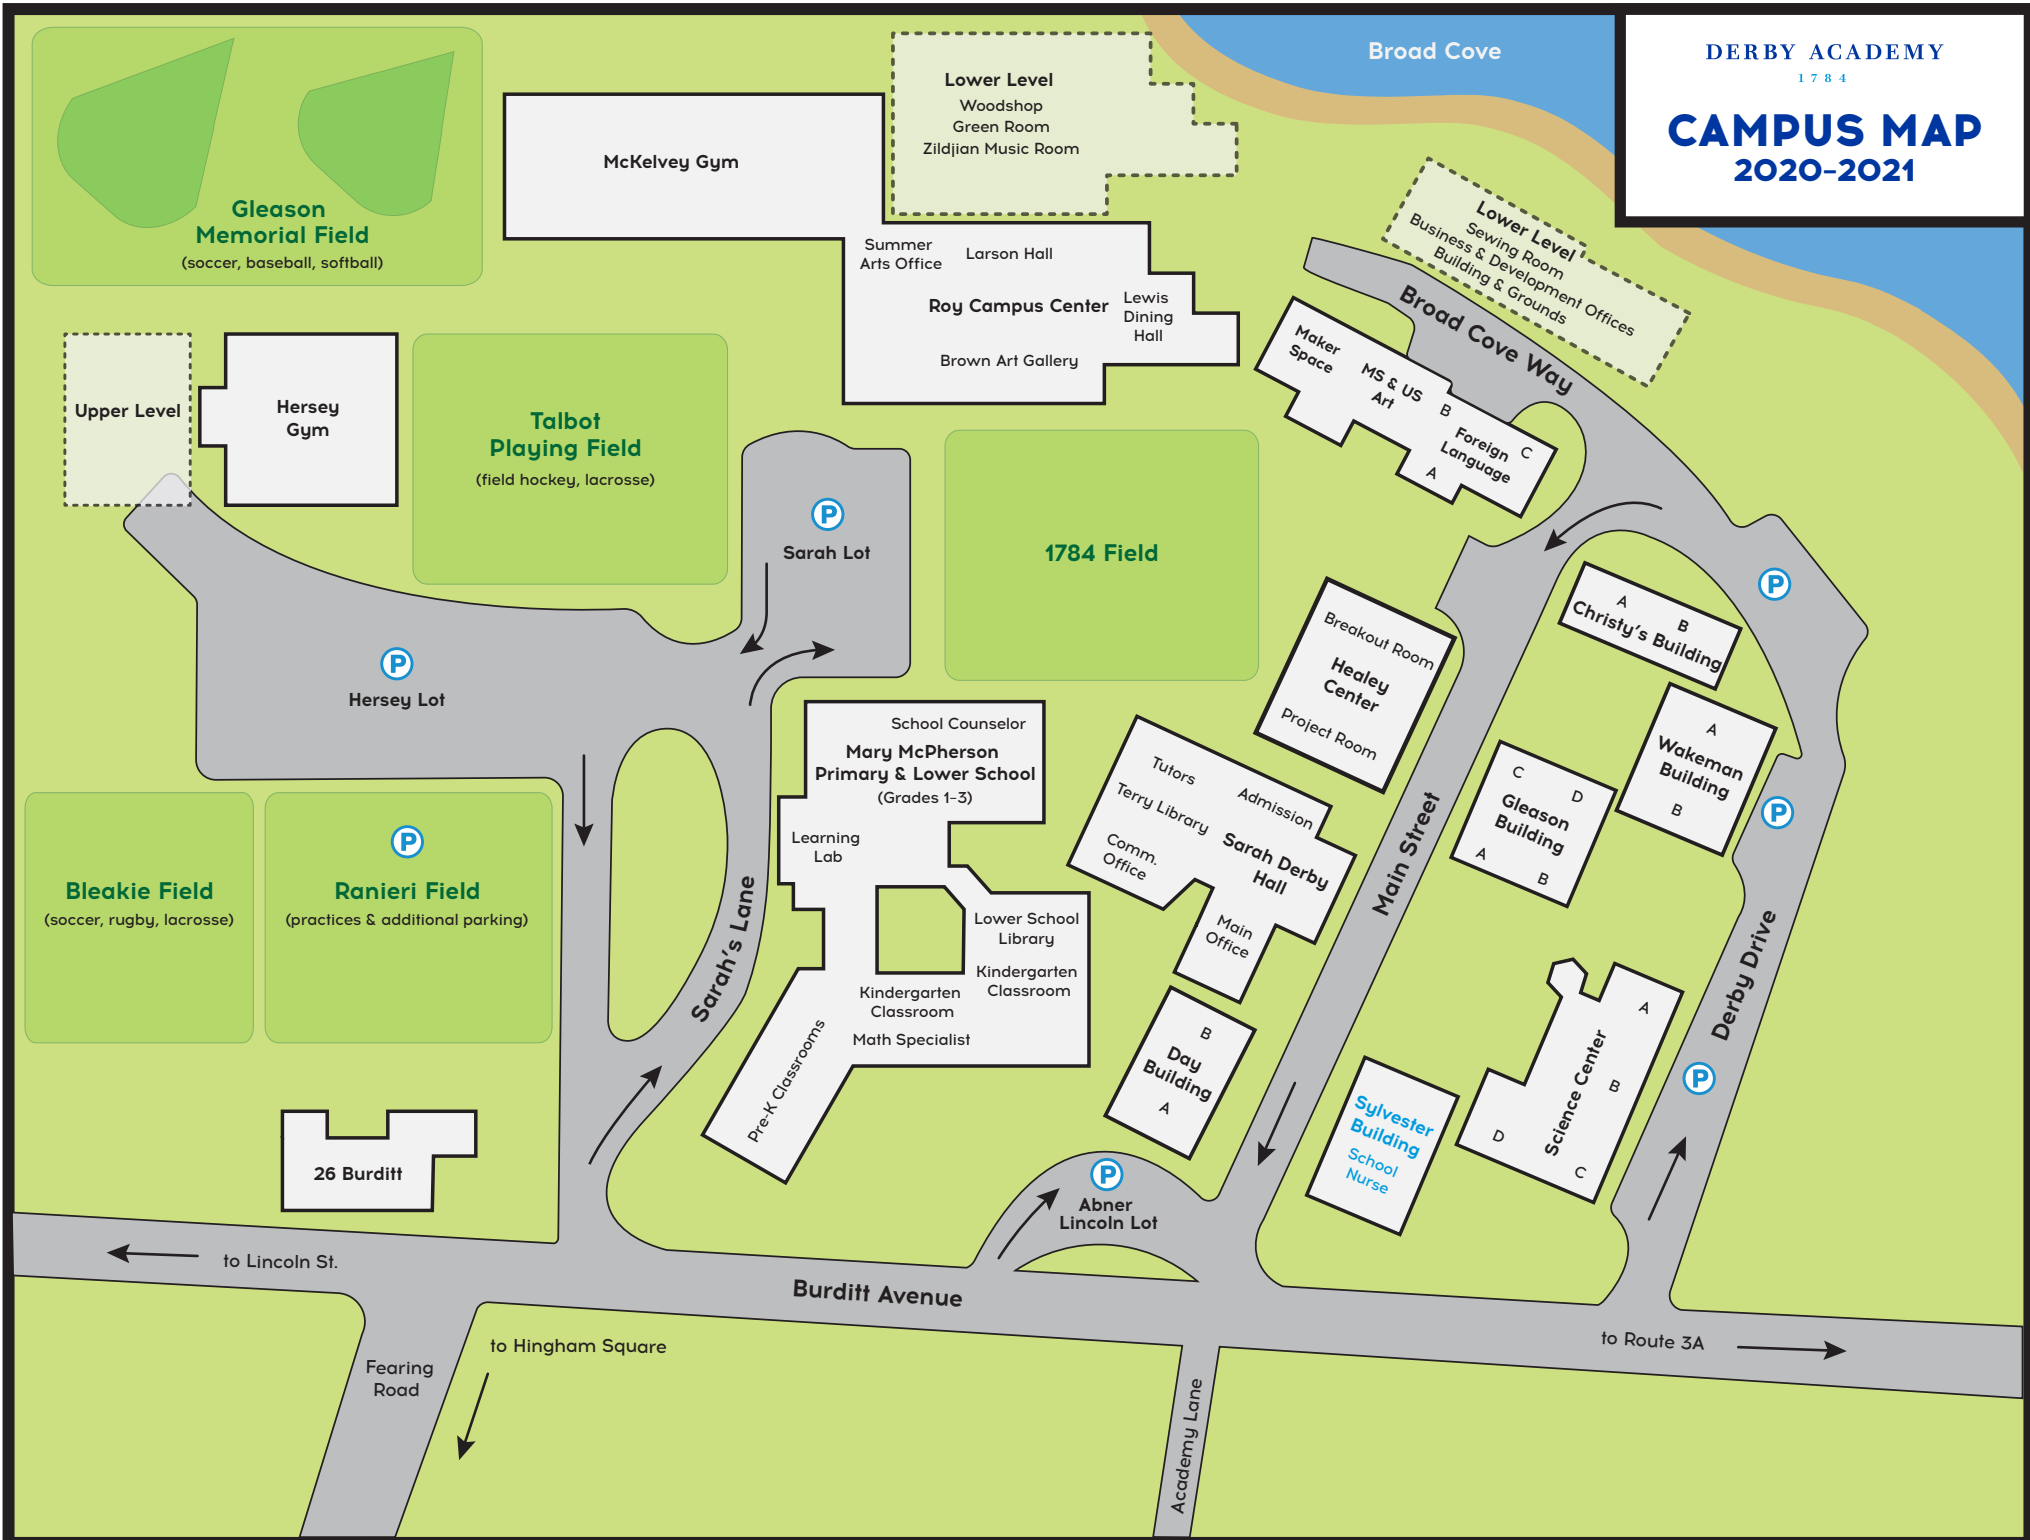 DERBY ACADEMY
1784
CAMPUS MAP
2020–2021
Broad Cove
Lower Level
Woodshop
Green Room
Zildjian Music Room
McKelvey Gym
Gleason
Memorial Field
(soccer, baseball, softball)
Summer
Arts Office
Larson Hall
Roy Campus Center
Lewis
Dining
Hall
Brown Art Gallery
Lower Level
Sewing Room
Business & Development Offices
Building & Grounds
Broad Cove Way
Maker
Space
MS & US
Art
B
Foreign
Language
C
A
Upper Level
Hersey
Gym
Talbot
Playing Field
(field hockey, lacrosse)
P
Sarah Lot
1784 Field
P
A
B
Christy's Building
Breakout Room
Healey
Center
Project Room
P
Hersey Lot
School Counselor
Mary McPherson
Primary & Lower School
(Grades 1–3)
Learning
Lab
Lower School
Library
Kindergarten
Classroom
Kindergarten
Classroom
Math Specialist
Pre-K Classrooms
Tutors
Admission
Terry Library
Sarah Derby
Hall
Comm.
Office
Main
Office
A
Wakeman
Building
B
C
D
Gleason
Building
A
B
P
Main Street
Derby Drive
P
Bleakie Field
(soccer, rugby, lacrosse)
P
Ranieri Field
(practices & additional parking)
Sarah's Lane
B
Day
Building
A
Sylvester
Building
School
Nurse
A
B
Science Center
D
C
26 Burditt
P
Abner
Lincoln Lot
to Lincoln St.
Burditt Avenue
to Route 3A
to Hingham Square
Fearing
Road
Academy Lane